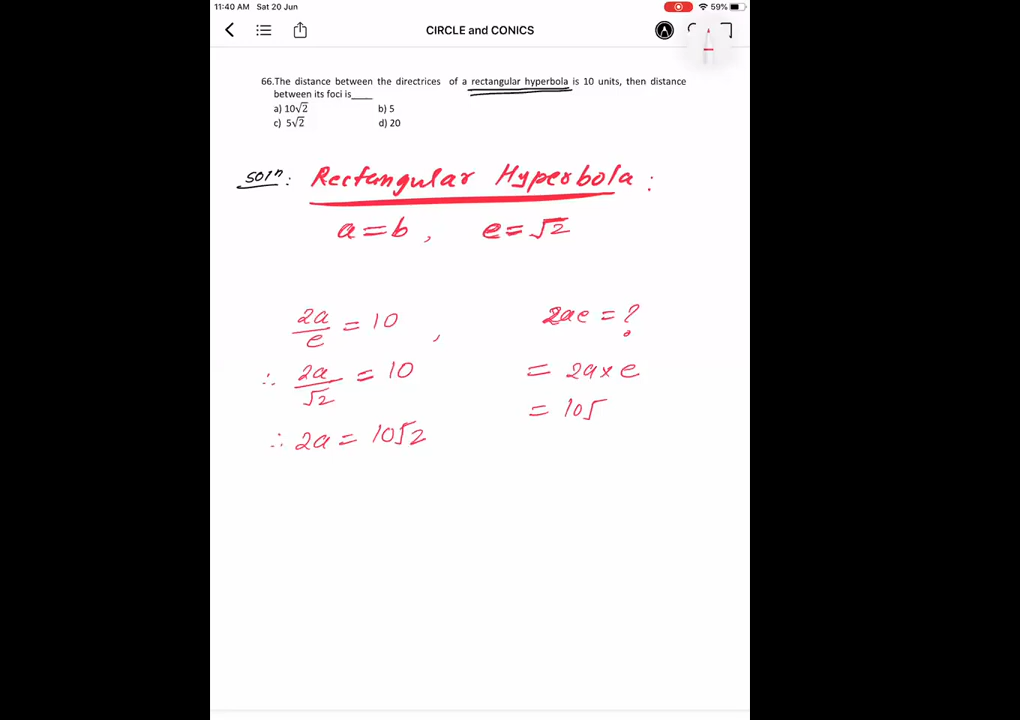 11:40 AM Sat 20 Jun 59%
CIRCLE and CONICS
66.The distance between the directrices of a rectangular hyperbola is 10 units, then distance
between its foci is____
a) 10√2 b) 5
c) 5√2 d) 20
Soln: Rectangular Hyperbola :
a = b , e = √2
2a/e = 10 , 2ae = ?
∴ 2a/√2 = 10 = 2a × e
∴ 2a = 10√2 = 10√